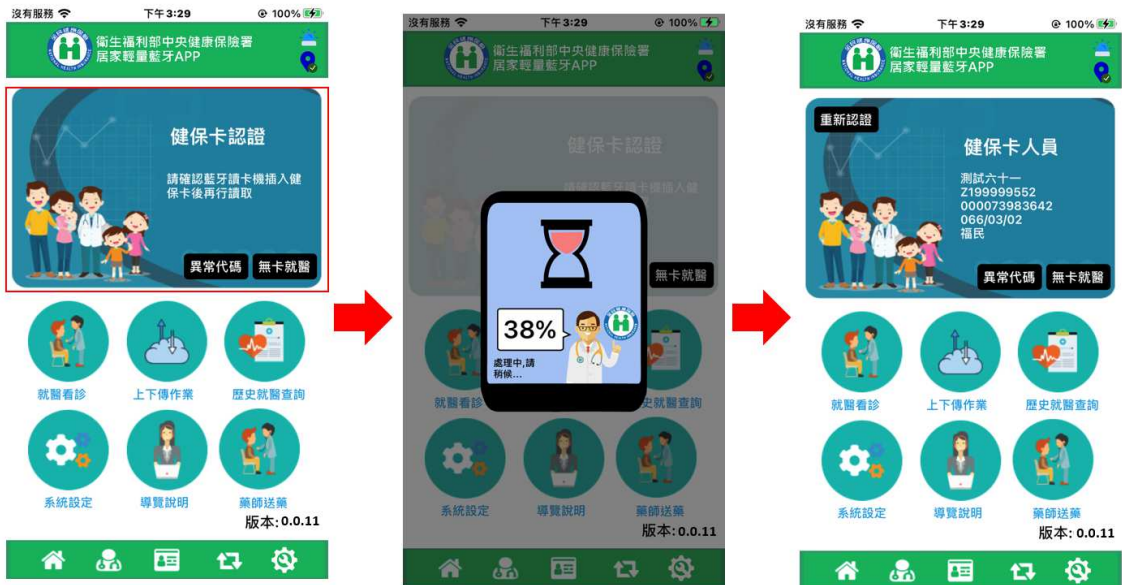 沒有服務 下午3:29 100%
衛生福利部中央健康保險署
居家輕量藍牙APP
健保卡認證
請確認藍牙讀卡機插入健
保卡後再行讀取
異常代碼 無卡就醫
就醫看診 上下傳作業 歷史就醫查詢
系統設定 導覽說明 藥師送藥
版本:0.0.11
沒有服務 下午3:29 100%
衛生福利部中央健康保險署
居家輕量藍牙APP
健保卡認證
請確認藍牙讀卡機插入健
無卡就醫
38%
處理中,請
稍候...
就醫看診 史就醫查詢
系統設定 導覽說明 藥師送藥
版本:0.0.11
沒有服務 下午3:29 100%
衛生福利部中央健康保險署
居家輕量藍牙APP
重新認證
健保卡人員
測試六十一
Z199999552
000073983642
066/03/02
福民
異常代碼 無卡就醫
就醫看診 上下傳作業 歷史就醫查詢
系統設定 導覽說明 藥師送藥
版本:0.0.11